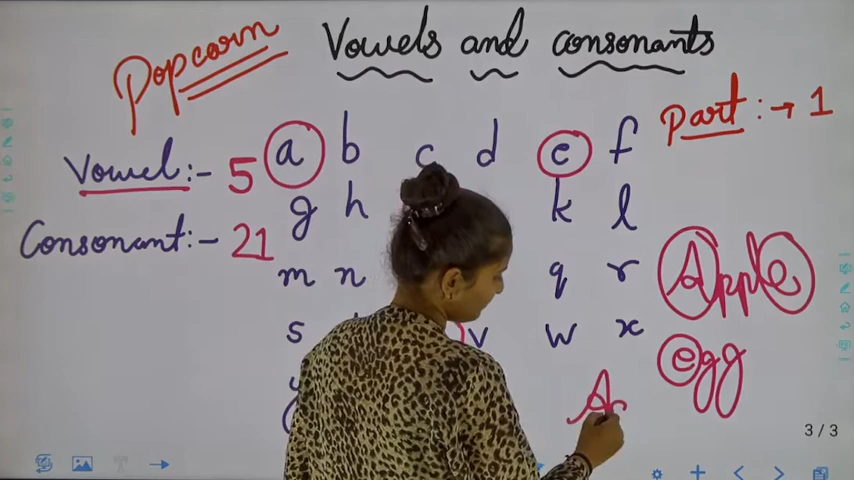 Popcorn
Vowels and consonants
Part :→ 1
Vowel :- 5
Consonant :- 21
a b c d e f
g h k l
m n q r
s v w x
Apple
egg
3/3